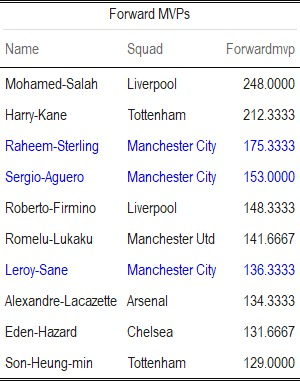 Forward MVPs
Name Squad Forwardmvp
Mohamed-Salah Liverpool 248.0000
Harry-Kane Tottenham 212.3333
Raheem-Sterling Manchester City 175.3333
Sergio-Aguero Manchester City 153.0000
Roberto-Firmino Liverpool 148.3333
Romelu-Lukaku Manchester Utd 141.6667
Leroy-Sane Manchester City 136.3333
Alexandre-Lacazette Arsenal 134.3333
Eden-Hazard Chelsea 131.6667
Son-Heung-min Tottenham 129.0000